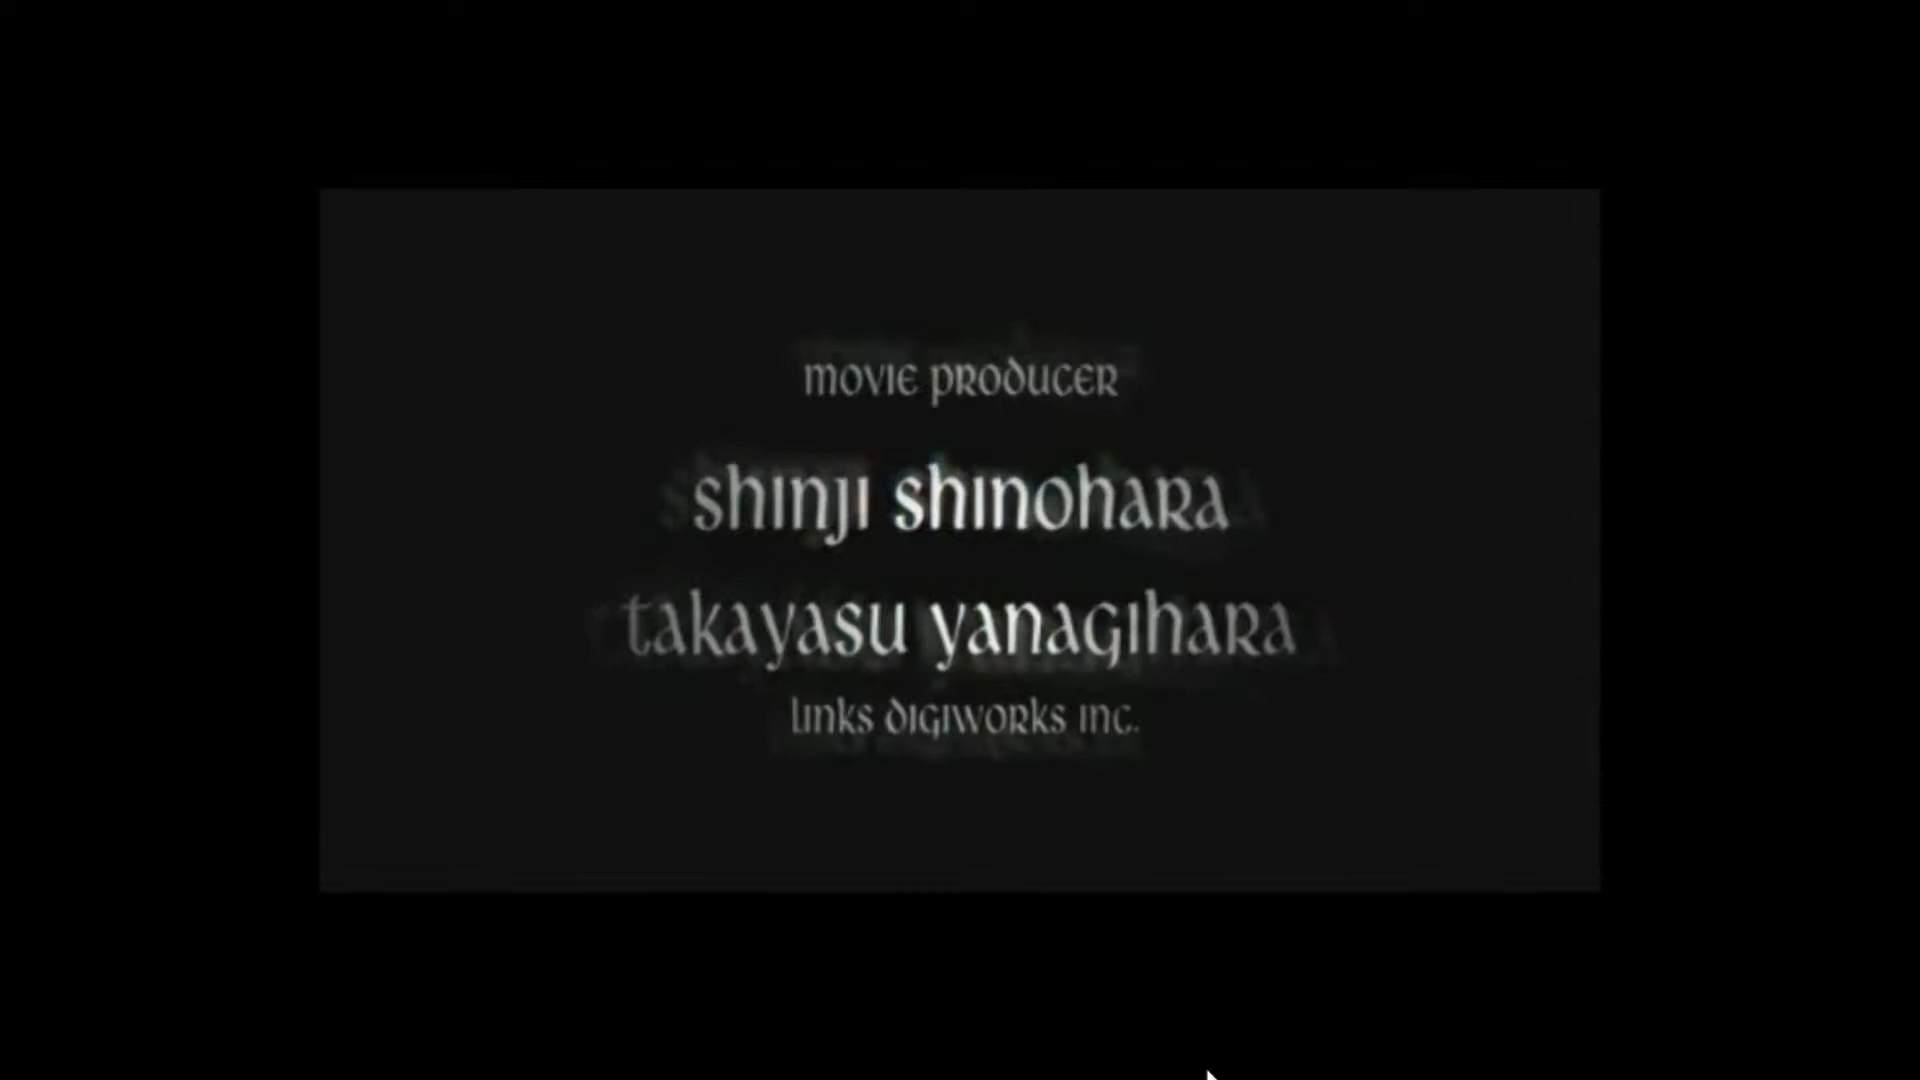 movie producer
shinji shinohara
takayasu yanagihara
links digiworks inc.